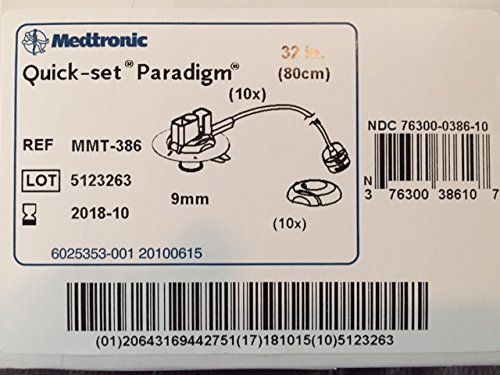 Medtronic
Quick-set® Paradigm®
32 in.
(80cm)
(10x)
REF MMT-386
LOT 5123263
2018-10
9mm
(10x)
6025353-001 20100615
NDC 76300-0386-10
N
3 76300 38610 7
(01)20643169442751(17)181015(10)5123263